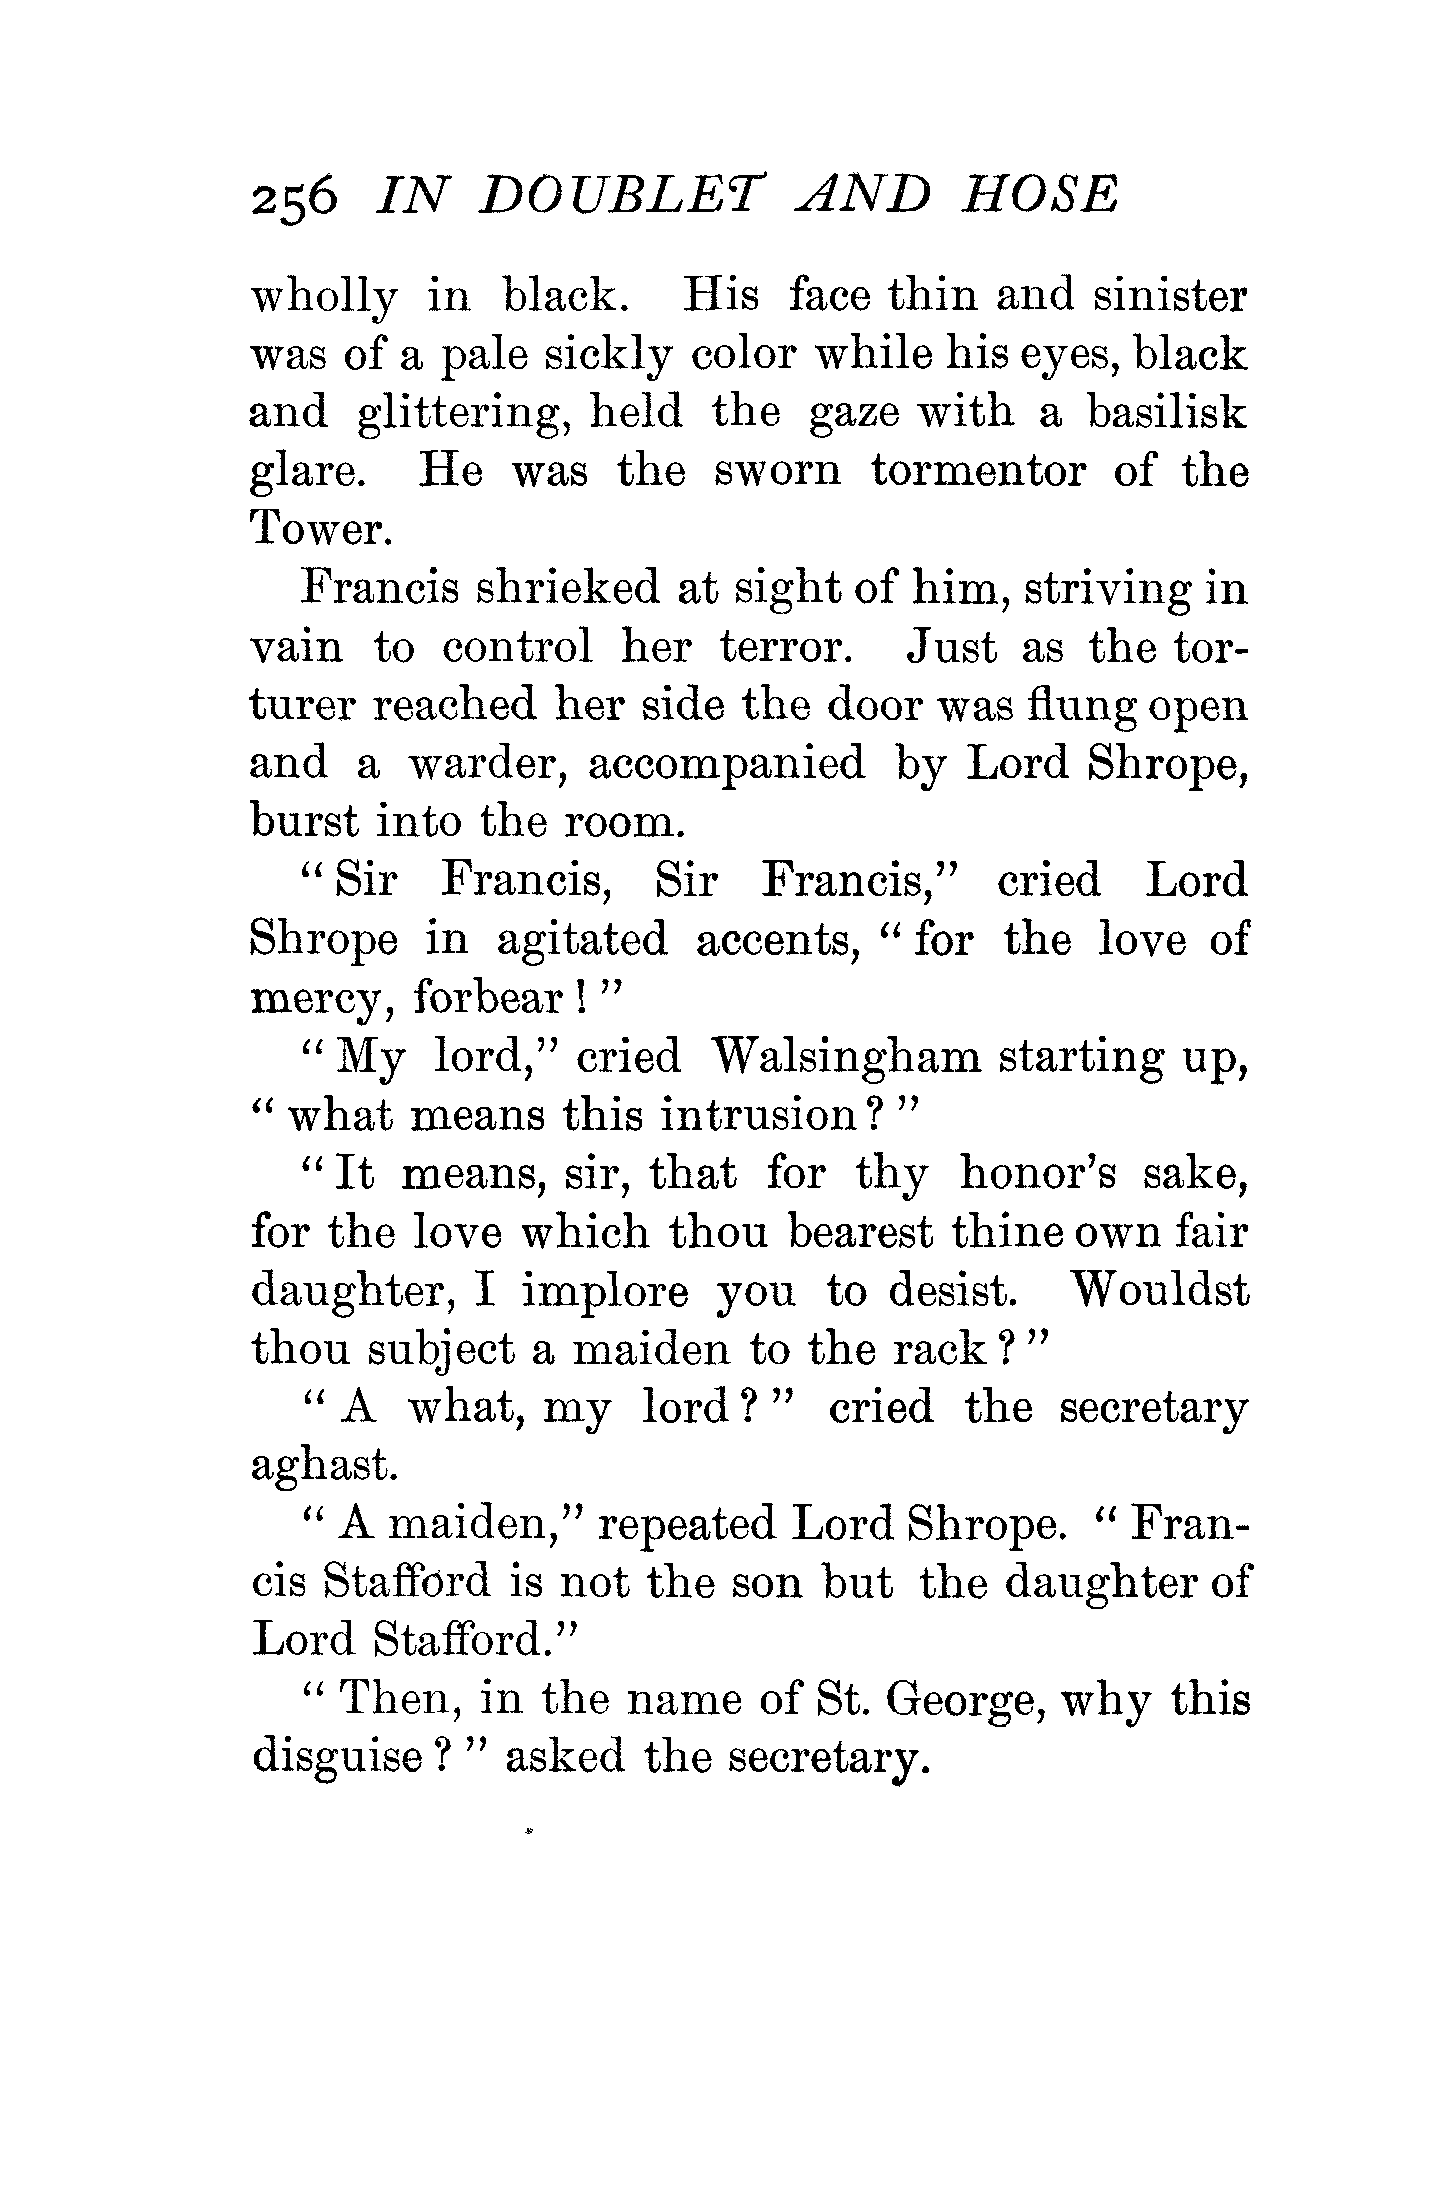 256 IN DOUBLET AND HOSE
wholly in black. His face thin and sinister
was of a pale sickly color while his eyes, black
and glittering, held the gaze with a basilisk
glare. He was the sworn tormentor of the
Tower.
Francis shrieked at sight of him, striving in
vain to control her terror. Just as the tor-
turer reached her side the door was flung open
and a warder, accompanied by Lord Shrope,
burst into the room.
“ Sir Francis, Sir Francis,” cried Lord
Shrope in agitated accents, “ for the love of
mercy, forbear ! ”
“ My lord,” cried Walsingham starting up,
“ what means this intrusion ? ”
“ It means, sir, that for thy honor’s sake,
for the love which thou bearest thine own fair
daughter, I implore you to desist. Wouldst
thou subject a maiden to the rack ? ”
“ A what, my lord ? ” cried the secretary
aghast.
“ A maiden,” repeated Lord Shrope. “ Fran-
cis Stafford is not the son but the daughter of
Lord Stafford.”
“ Then, in the name of St. George, why this
disguise ? ” asked the secretary.